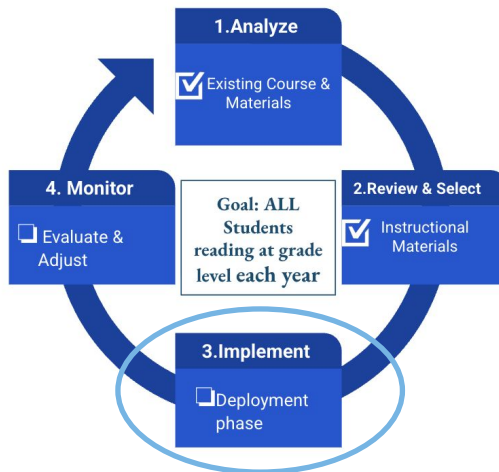 1.Analyze
Existing Course &
Materials
2.Review & Select
Instructional
Materials
3.Implement
Deployment
phase
4. Monitor
Evaluate &
Adjust
Goal: ALL
Students
reading at grade
level each year